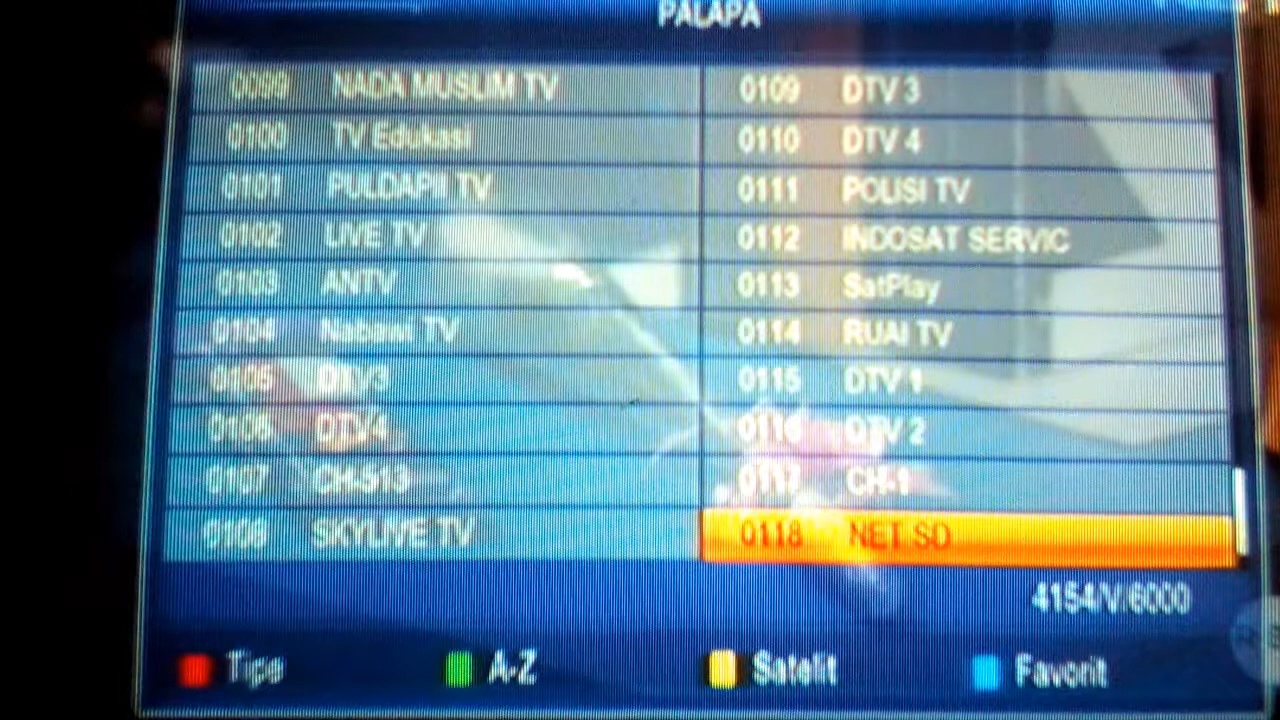 PALAPA
0099 NADA MUSLIM TV
0100 TV Edukasi
0101 PULDAPII TV
0102 LIVE TV
0103 ANTV
0104 Nabawi TV
0105 DTV3
0106 DTV4
0107 CH-513
0108 SKYLIVE TV
0109 DTV 3
0110 DTV 4
0111 POLISI TV
0112 INDOSAT SERVIC
0113 SatPlay
0114 RUAI TV
0115 DTV 1
0116 DTV 2
0117 CH-1
0118 NET SD
4154/V/6000
Tipe A-Z Satelit Favorit